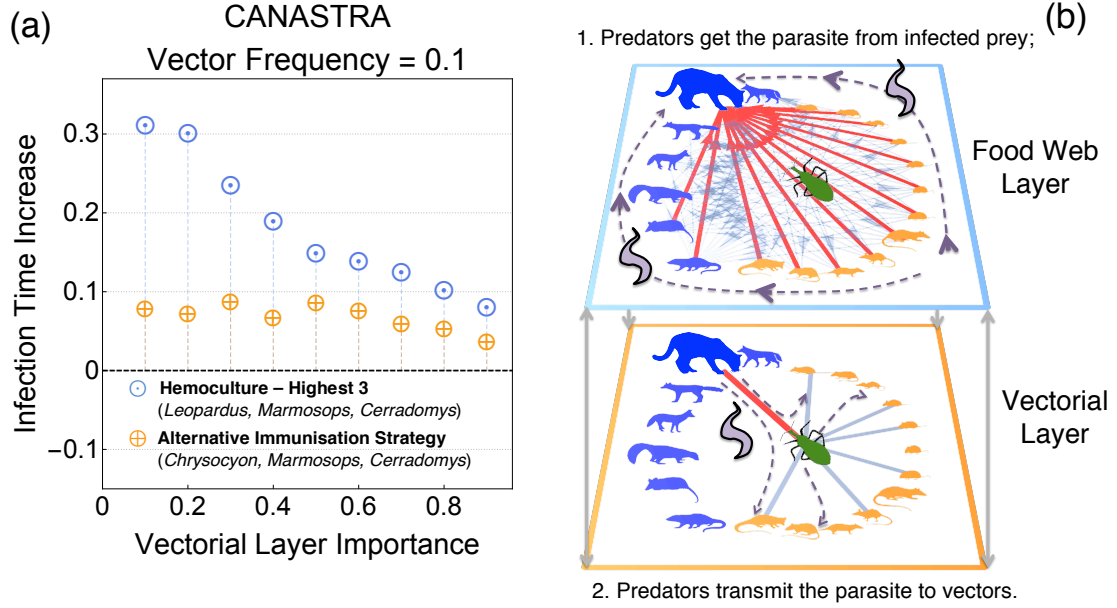 (a)
CANASTRA
Vector Frequency = 0.1
Infection Time Increase
0.3
0.2
0.1
0
−0.1
Hemoculture – Highest 3
(Leopardus, Marmosops, Cerradomys)
Alternative Immunisation Strategy
(Chrysocyon, Marmosops, Cerradomys)
0
0.2
0.4
0.6
0.8
Vectorial Layer Importance
(b)
1. Predators get the parasite from infected prey;
Food Web
Layer
Vectorial
Layer
2. Predators transmit the parasite to vectors.